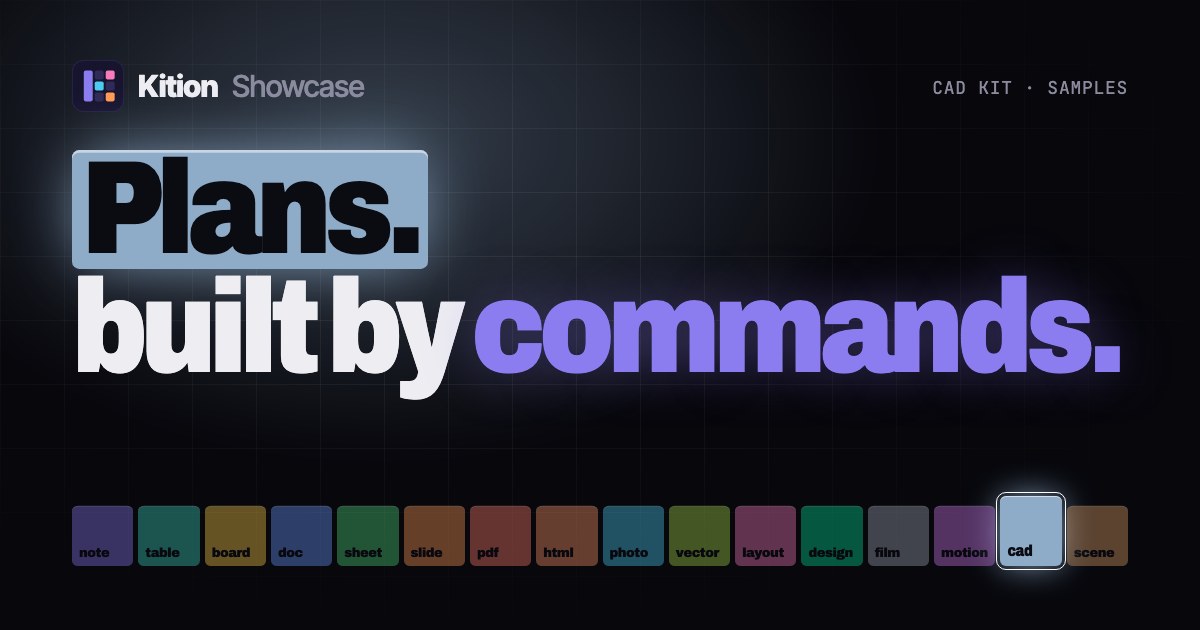 Kition Showcase
CAD KIT · SAMPLES
Plans.
built by commands.
note table board doc sheet slide pdf html photo vector layout design film motion cad scene